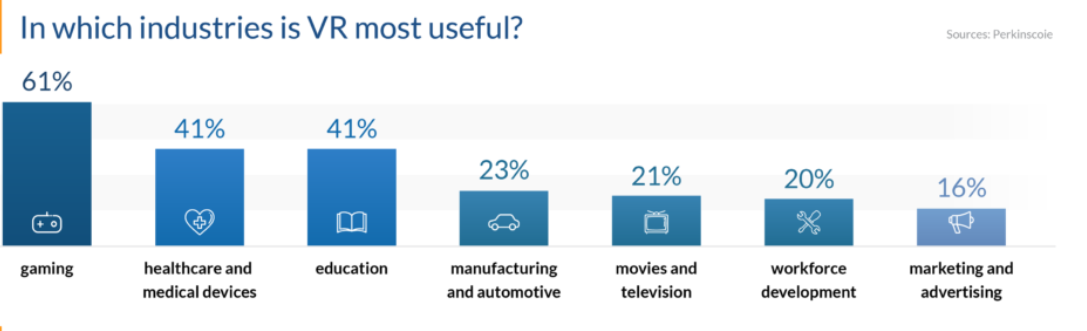 In which industries is VR most useful?
Sources: Perkinscoie
61%
41%
41%
23%
21%
20%
16%
gaming
healthcare and
medical devices
education
manufacturing
and automotive
movies and
television
workforce
development
marketing and
advertising